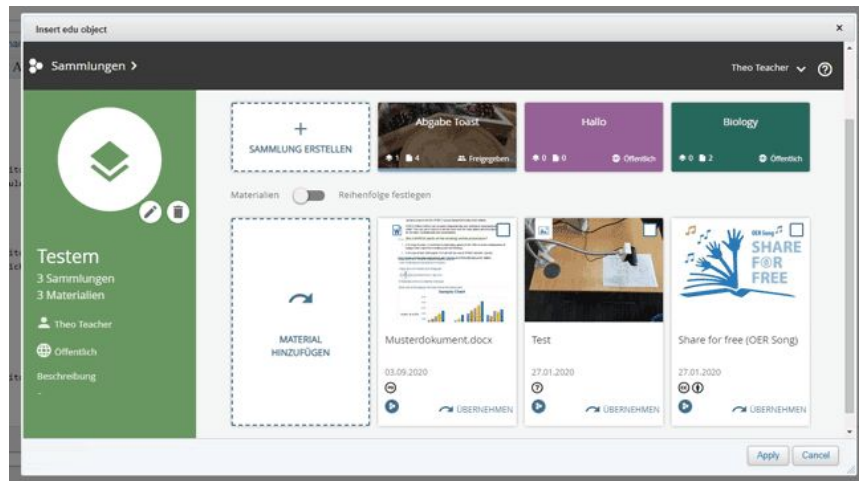 Insert edu object
x
Sammlungen >
Theo Teacher
+
SAMMLUNG ERSTELLEN
Abgabe Toast
1 4 Freigegeben
Hallo
0 0 Öffentlich
Biology
0 2 Öffentlich
Materialien Reihenfolge festlegen
Testem
3 Sammlungen
3 Materialien
Theo Teacher
Öffentlich
Beschreibung
-
MATERIAL
HINZUFÜGEN
Musterdokument.docx
03.09.2020
ÜBERNEHMEN
Test
27.01.2020
ÜBERNEHMEN
OER Song
SHARE
FOR
FREE
Share for free (OER Song)
27.01.2020
ÜBERNEHMEN
Apply Cancel